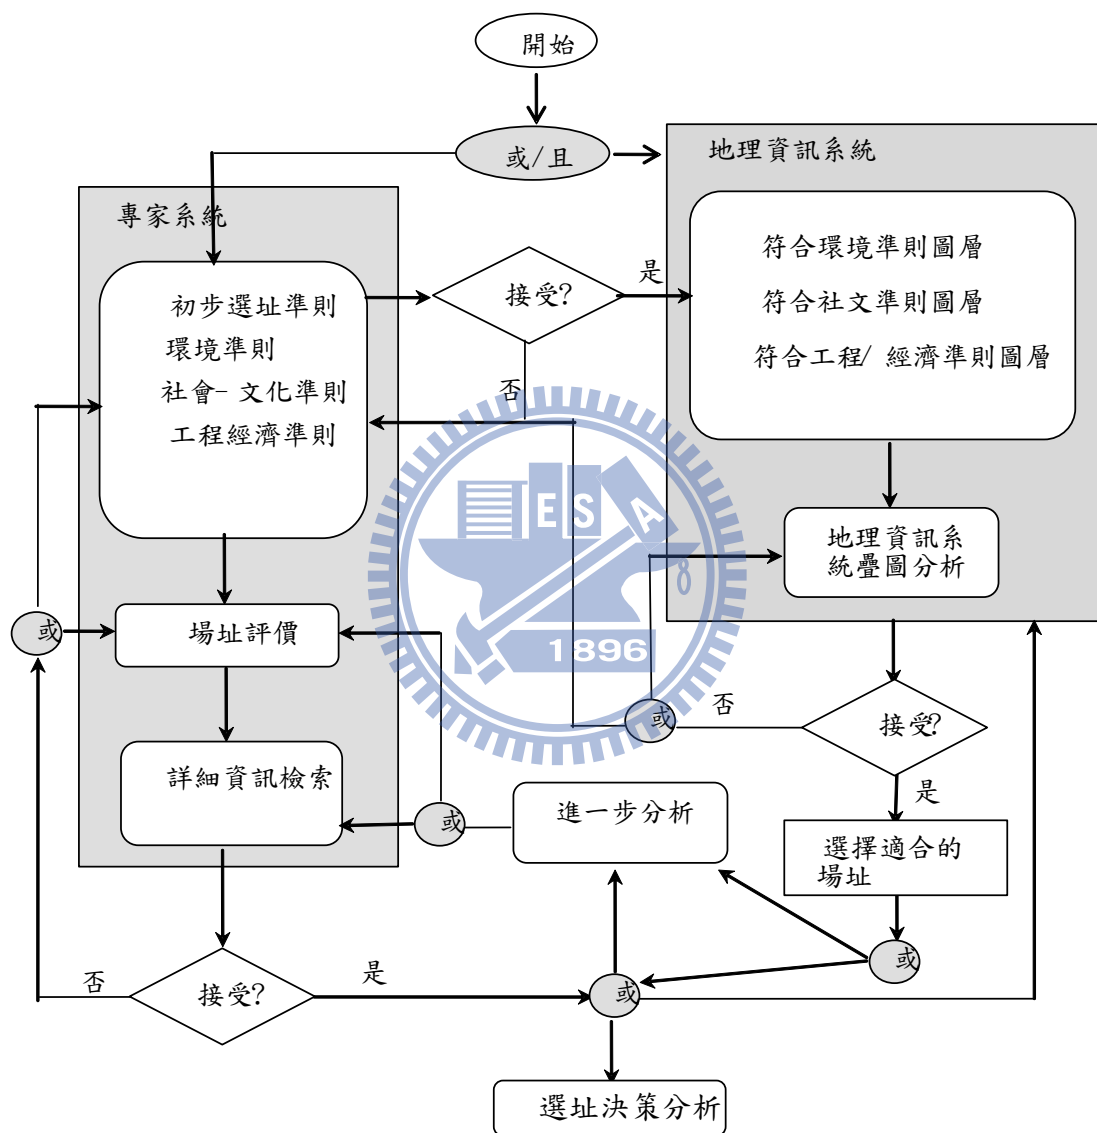 開始
或/且
地理資訊系統
專家系統
符合環境準則圖層
符合社文準則圖層
符合工程/ 經濟準則圖層
接受?
是
否
初步選址準則
環境準則
社會- 文化準則
工程經濟準則
E S A
8
1896
地理資訊系
統疊圖分析
或
場址評價
或
否
接受?
是
詳細資訊檢索
或
進一步分析
選擇適合的
場址
或
否
接受?
是
或
選址決策分析